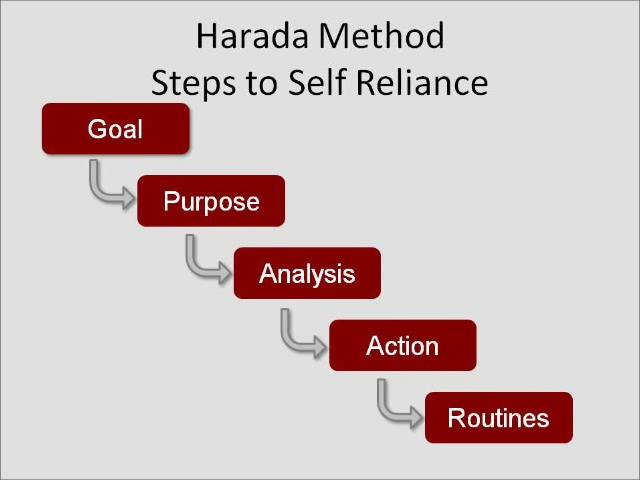 Harada Method
Steps to Self Reliance
Goal
Purpose
Analysis
Action
Routines